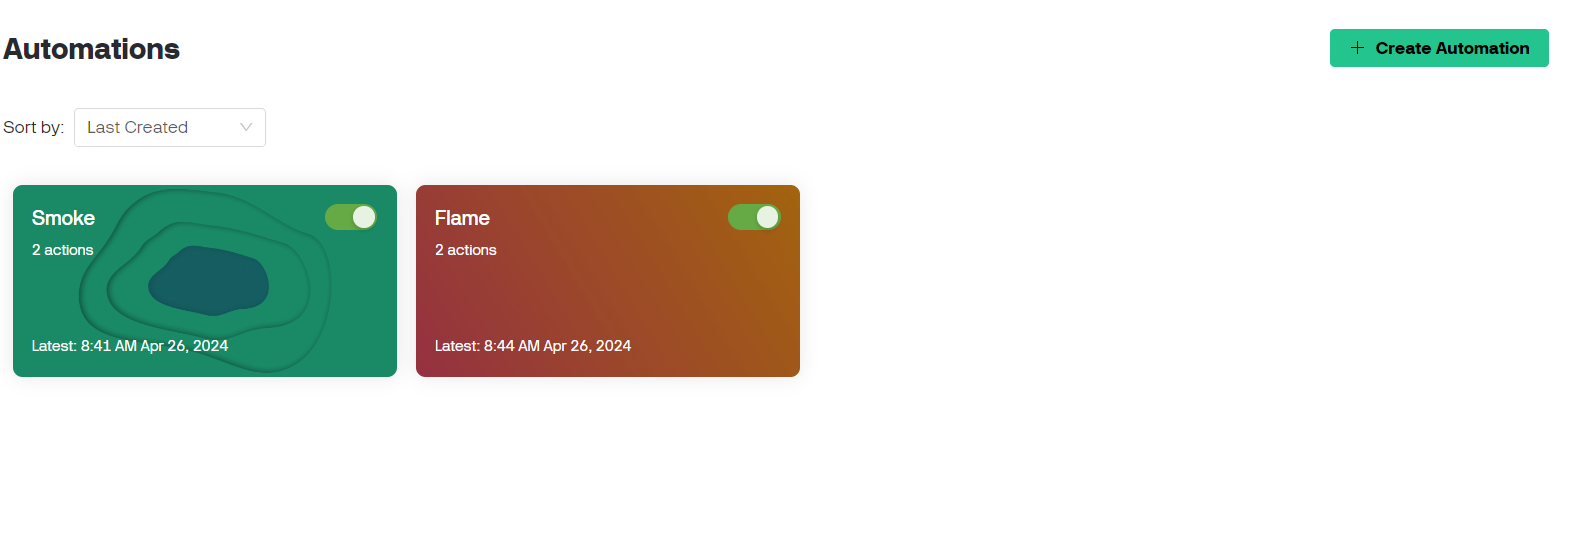 Automations
Create Automation
Sort by: Last Created
Smoke
2 actions
Latest: 8:41 AM Apr 26, 2024
Flame
2 actions
Latest: 8:44 AM Apr 26, 2024